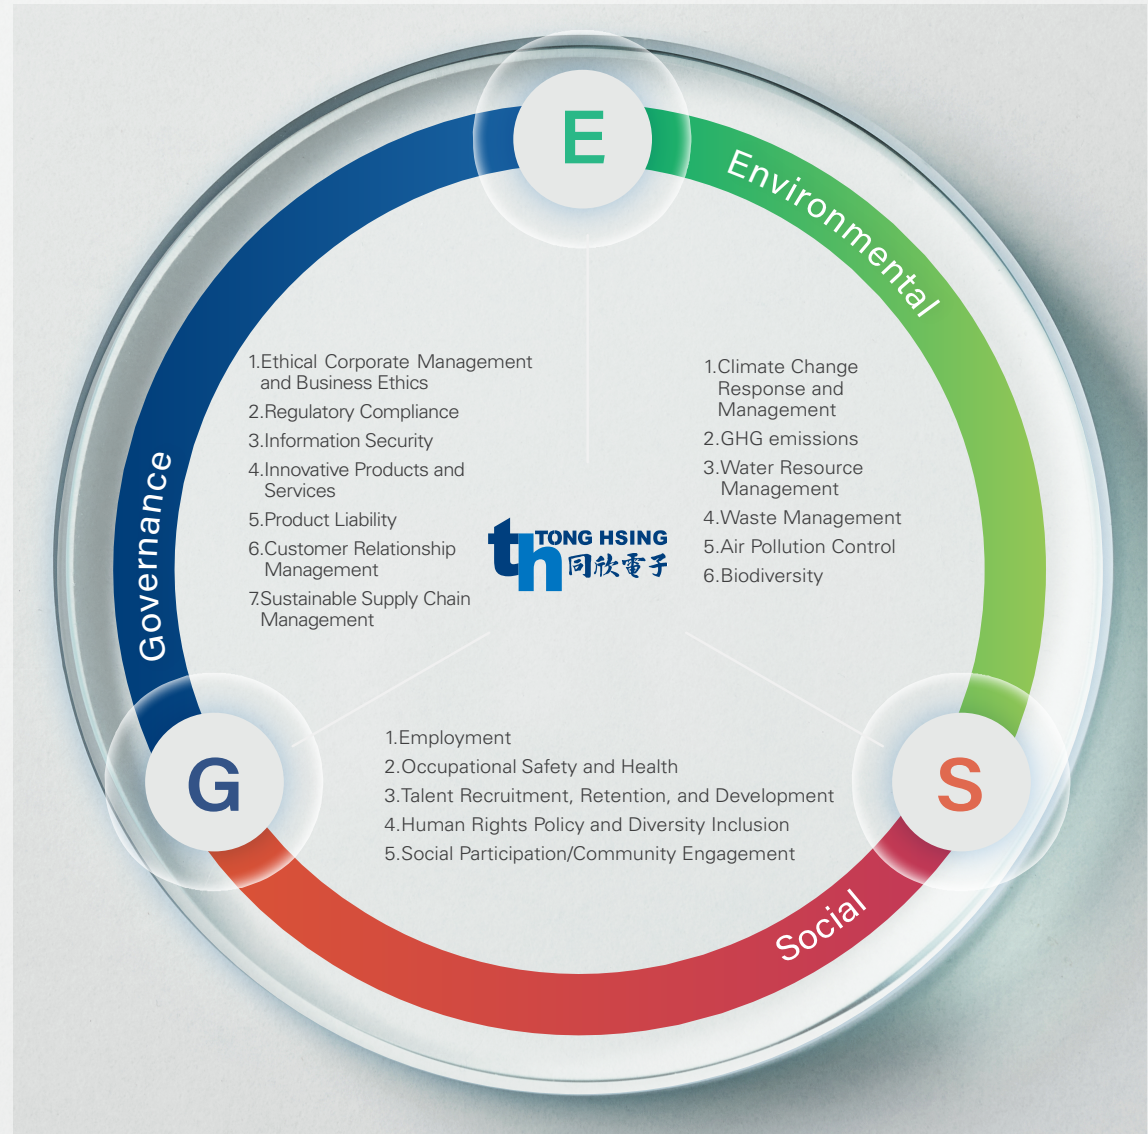 E
Environmental
1.Climate Change
Response and
Management
2.GHG emissions
3.Water Resource
Management
4.Waste Management
5.Air Pollution Control
6.Biodiversity
S
Social
1.Employment
2.Occupational Safety and Health
3.Talent Recruitment, Retention, and Development
4.Human Rights Policy and Diversity Inclusion
5.Social Participation/Community Engagement
G
Governance
1.Ethical Corporate Management
and Business Ethics
2.Regulatory Compliance
3.Information Security
4.Innovative Products and
Services
5.Product Liability
6.Customer Relationship
Management
7.Sustainable Supply Chain
Management
th
TONG HSING
同欣電子